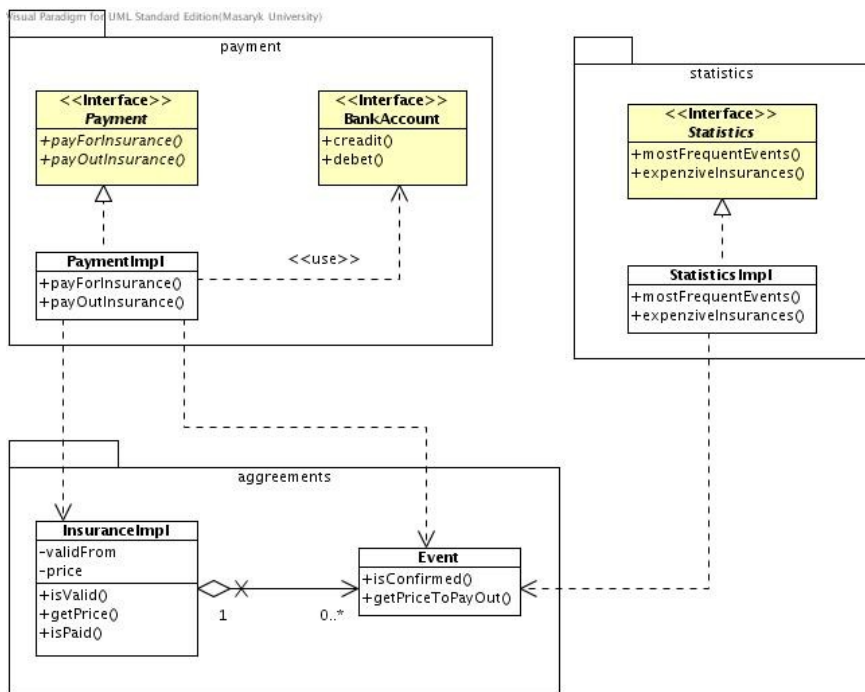 Visual Paradigm for UML Standard Edition(Masaryk University)
payment
<<Interface>>
Payment
+payForInsurance()
+payOutInsurance()
<<Interface>>
BankAccount
+creadit()
+debet()
PaymentImpl
+payForInsurance()
+payOutInsurance()
<<use>>
statistics
<<Interface>>
Statistics
+mostFrequentEvents()
+expenziveInsurances()
StatisticsImpl
+mostFrequentEvents()
+expenziveInsurances()
aggreements
InsuranceImpl
-validFrom
-price
+isValid()
+getPrice()
+isPaid()
1
0..*
Event
+isConfirmed()
+getPriceToPayOut()